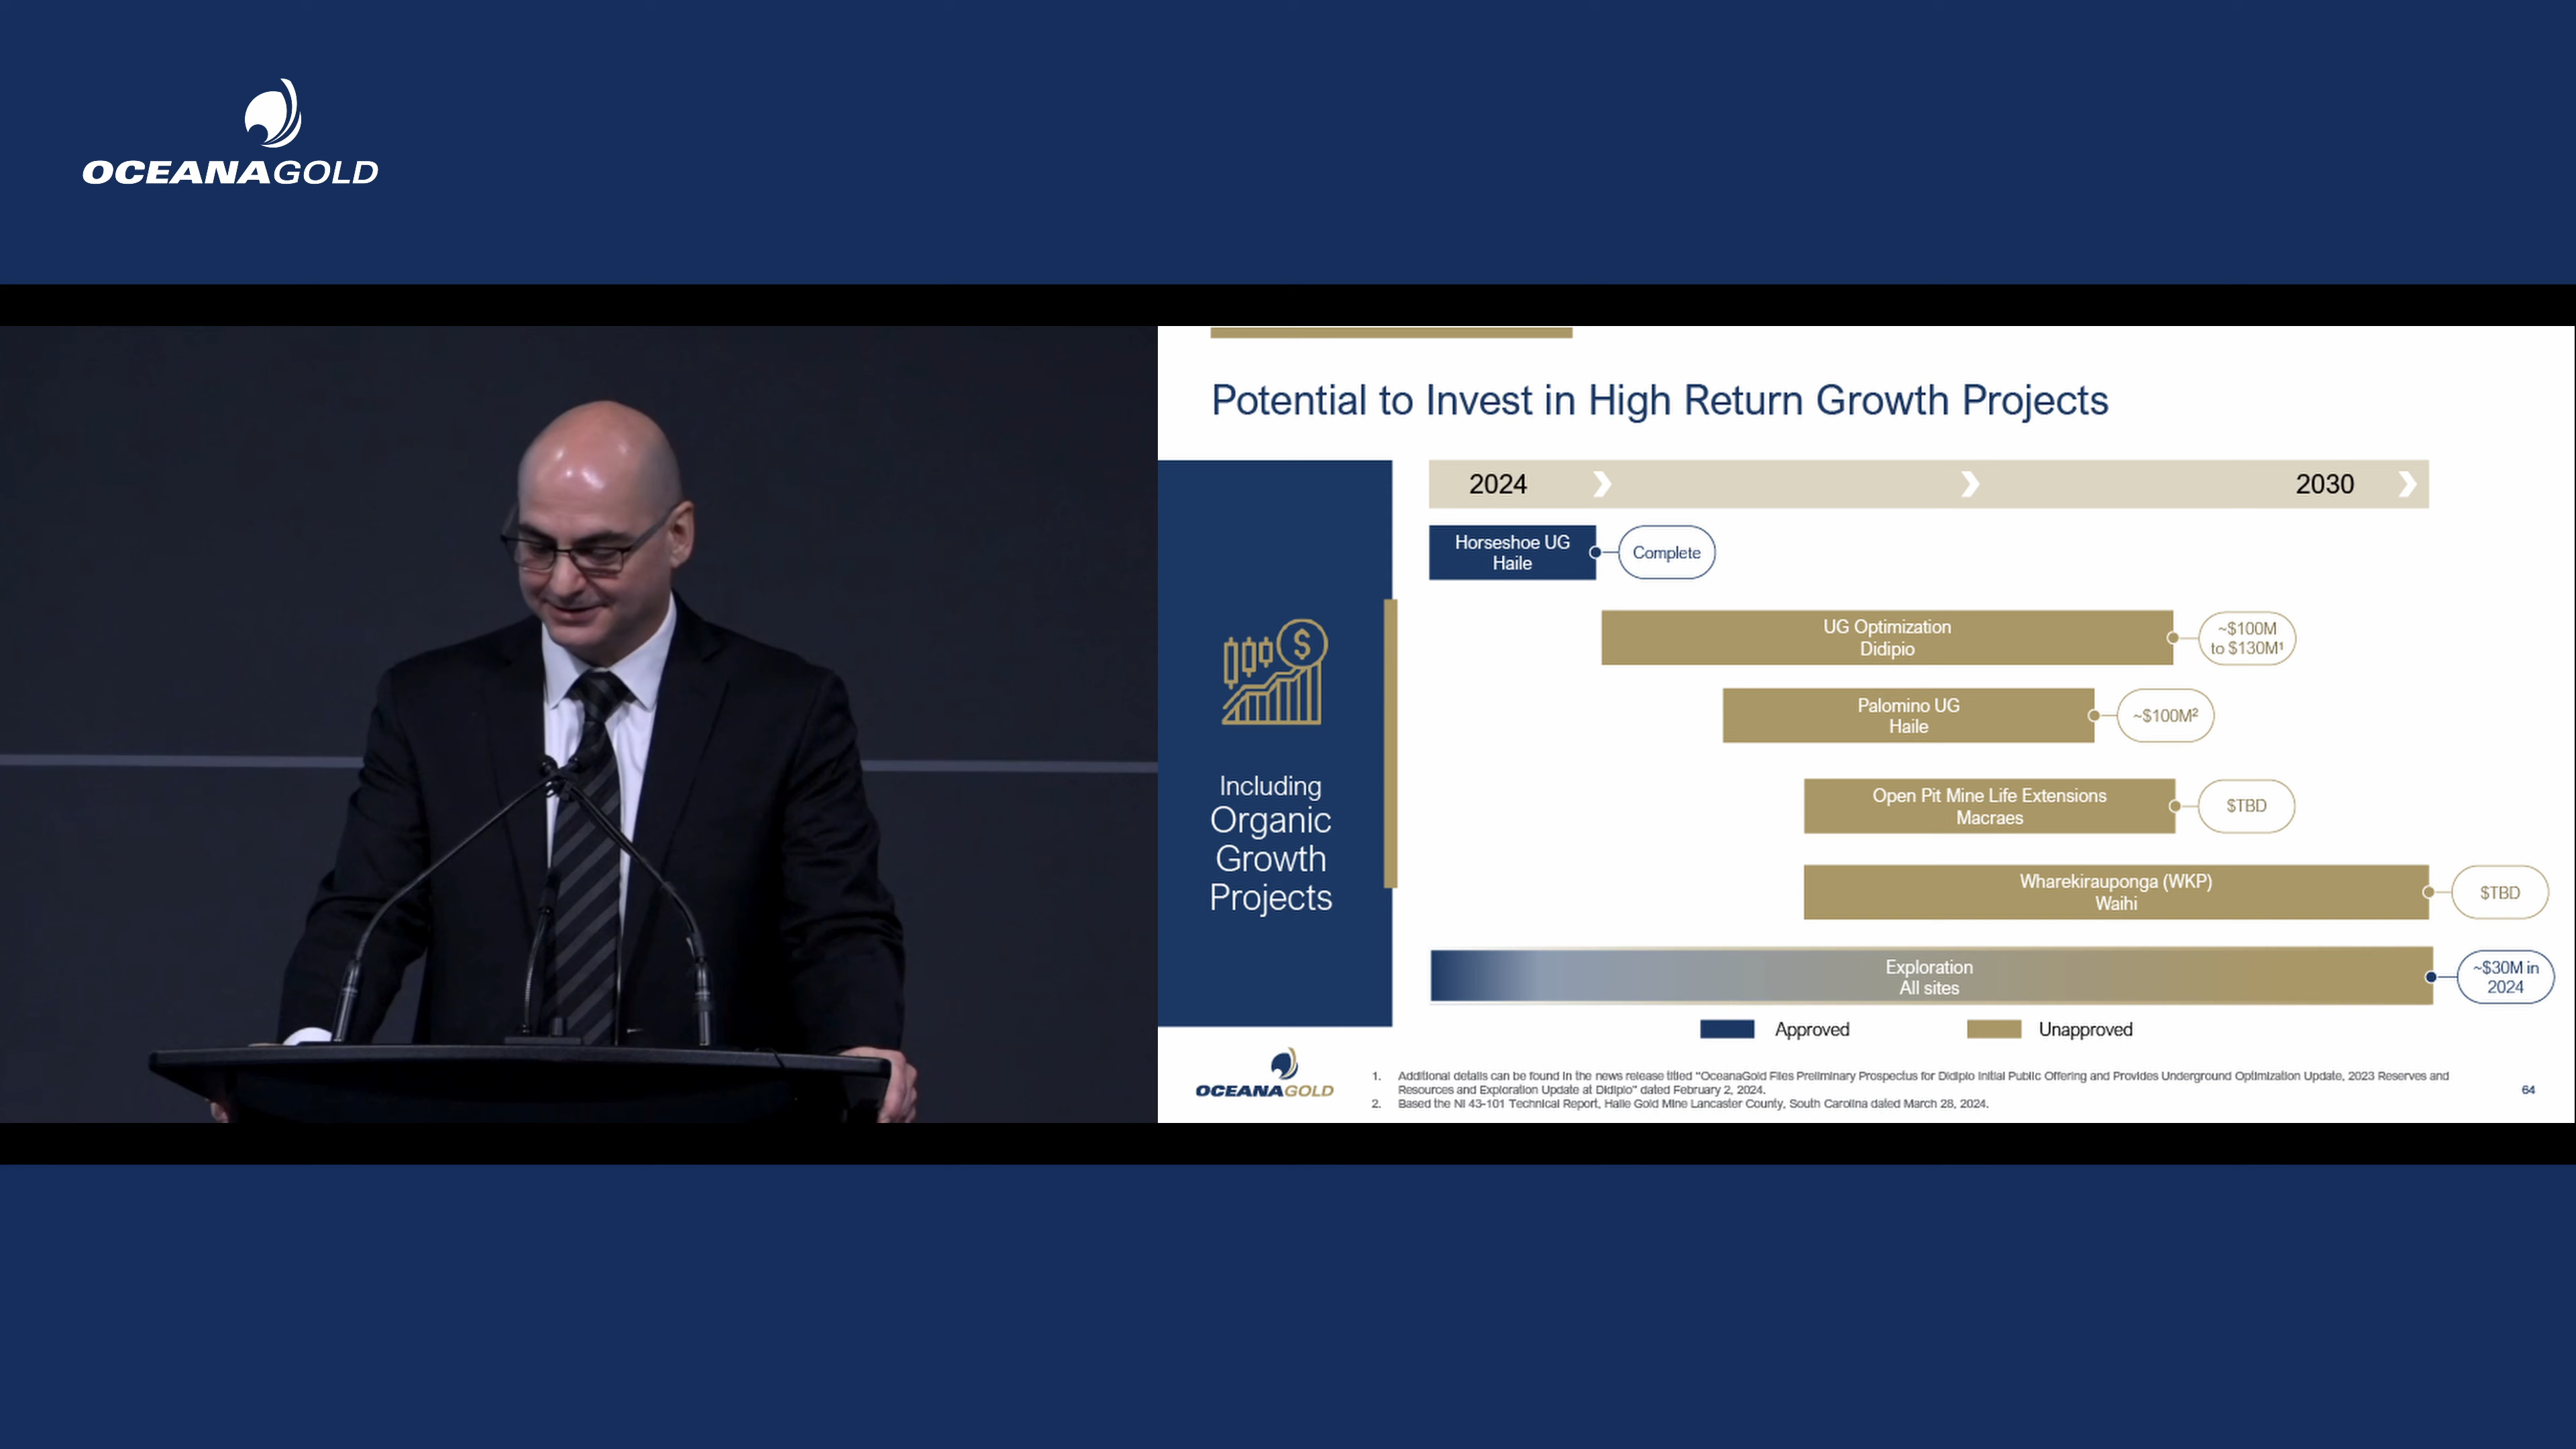 OCEANAGOLD
Potential to Invest in High Return Growth Projects
2024
2030
Horseshoe UG
Haile
Complete
UG Optimization
Didipio
~$100M
to $130M¹
Palomino UG
Haile
~$100M²
Including
Organic
Growth
Projects
Open Pit Mine Life Extensions
Macraes
$TBD
Wharekirauponga (WKP)
Waihi
$TBD
Exploration
All sites
~$30M in
2024
Approved
Unapproved
OCEANAGOLD
1. Additional details can be found in the news release titled "OceanaGold Files Preliminary Prospectus for Didipio Initial Public Offering and Provides Underground Optimization Update, 2023 Reserves and
Resources and Exploration Update at Didipio" dated February 2, 2024.
2. Based the NI 43-101 Technical Report, Haile Gold Mine Lancaster County, South Carolina dated March 28, 2024.
64